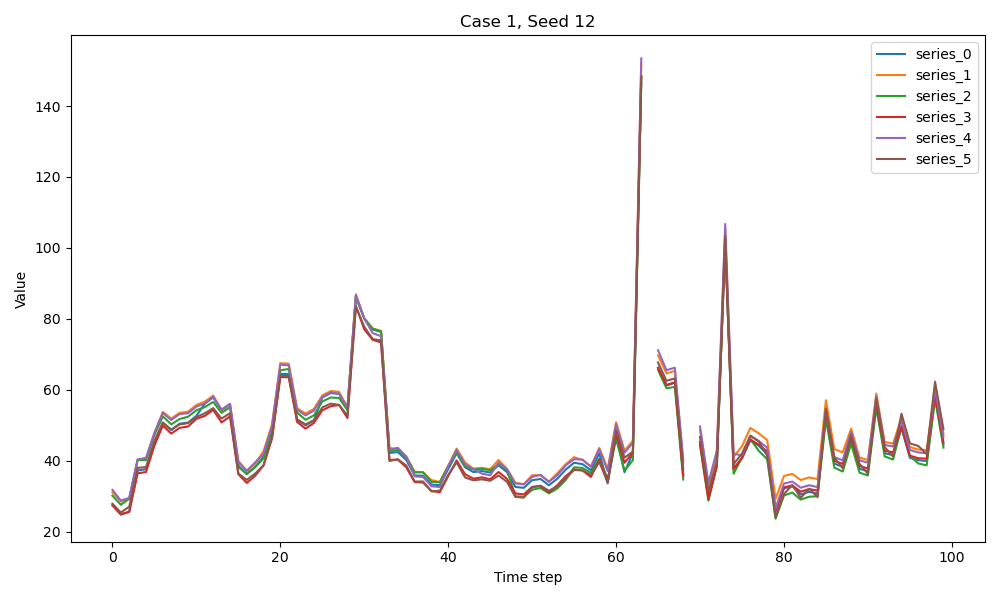 Case 1, Seed 12
Value
140
120
100
80
60
40
20
0
20
40
60
80
100
Time step
series_0
series_1
series_2
series_3
series_4
series_5